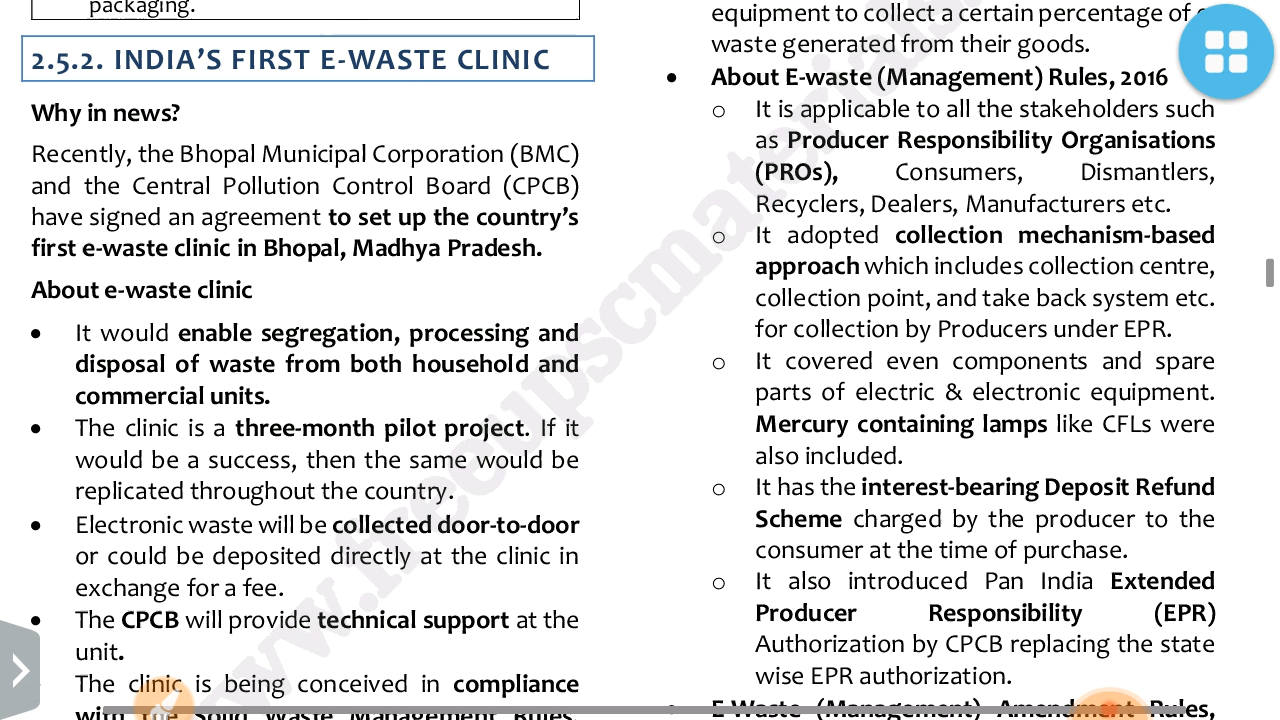 packaging.
2.5.2. INDIA'S FIRST E-WASTE CLINIC
Why in news?
Recently, the Bhopal Municipal Corporation (BMC)
and the Central Pollution Control Board (CPCB)
have signed an agreement to set up the country's
first e-waste clinic in Bhopal, Madhya Pradesh.
About e-waste clinic
• It would enable segregation, processing and
disposal of waste from both household and
commercial units.
• The clinic is a three-month pilot project. If it
would be a success, then the same would be
replicated throughout the country.
• Electronic waste will be collected door-to-door
or could be deposited directly at the clinic in
exchange for a fee.
• The CPCB will provide technical support at the
unit.
The clinic is being conceived in compliance
with the Solid Waste Management Rules,
equipment to collect a certain percentage of
waste generated from their goods.
• About E-waste (Management) Rules, 2016
o It is applicable to all the stakeholders such
as Producer Responsibility Organisations
(PROs), Consumers, Dismantlers,
Recyclers, Dealers, Manufacturers etc.
o It adopted collection mechanism-based
approach which includes collection centre,
collection point, and take back system etc.
for collection by Producers under EPR.
o It covered even components and spare
parts of electric & electronic equipment.
Mercury containing lamps like CFLs were
also included.
o It has the interest-bearing Deposit Refund
Scheme charged by the producer to the
consumer at the time of purchase.
o It also introduced Pan India Extended
Producer Responsibility (EPR)
Authorization by CPCB replacing the state
wise EPR authorization.
• E-Waste (Management) Amendment Rules,
www.freeupscmaterials